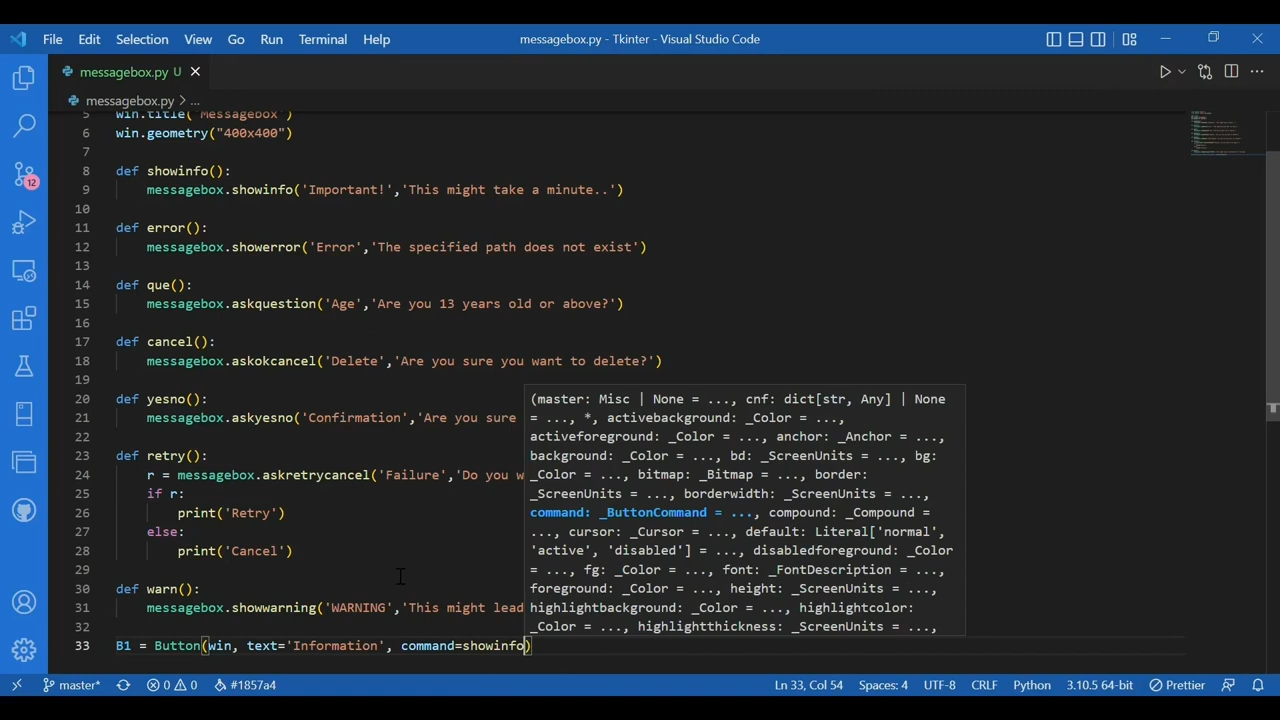 File Edit Selection View Go Run Terminal Help messagebox.py - Tkinter - Visual Studio Code
messagebox.py U
messagebox.py > ...
5 win.title("Messagebox")
6 win.geometry("400x400")
7
8 def showinfo():
9 messagebox.showinfo('Important!','This might take a minute..')
10
11 def error():
12 messagebox.showerror('Error','The specified path does not exist')
13
14 def que():
15 messagebox.askquestion('Age','Are you 13 years old or above?')
16
17 def cancel():
18 messagebox.askokcancel('Delete','Are you sure you want to delete?')
19
20 def yesno():
21 messagebox.askyesno('Confirmation','Are you sure
22
23 def retry():
24 r = messagebox.askretrycancel('Failure','Do you w
25 if r:
26 print('Retry')
27 else:
28 print('Cancel')
29
30 def warn():
31 messagebox.showwarning('WARNING','This might lead
32
33 B1 = Button(win, text='Information', command=showinfo)
(master: Misc | None = ..., cnf: dict[str, Any] | None
= ..., *, activebackground: _Color = ...,
activeforeground: _Color = ..., anchor: _Anchor = ...,
background: _Color = ..., bd: _ScreenUnits = ..., bg:
_Color = ..., bitmap: _Bitmap = ..., border:
_ScreenUnits = ..., borderwidth: _ScreenUnits = ...,
command: _ButtonCommand = ..., compound: _Compound =
..., cursor: _Cursor = ..., default: Literal['normal',
'active', 'disabled'] = ..., disabledforeground: _Color
= ..., fg: _Color = ..., font: _FontDescription = ...,
foreground: _Color = ..., height: _ScreenUnits = ...,
highlightbackground: _Color = ..., highlightcolor:
_Color = ..., highlightthickness: _ScreenUnits = ...,
12
master* 0 0 #1857a4 Ln 33, Col 54 Spaces: 4 UTF-8 CRLF Python 3.10.5 64-bit Prettier